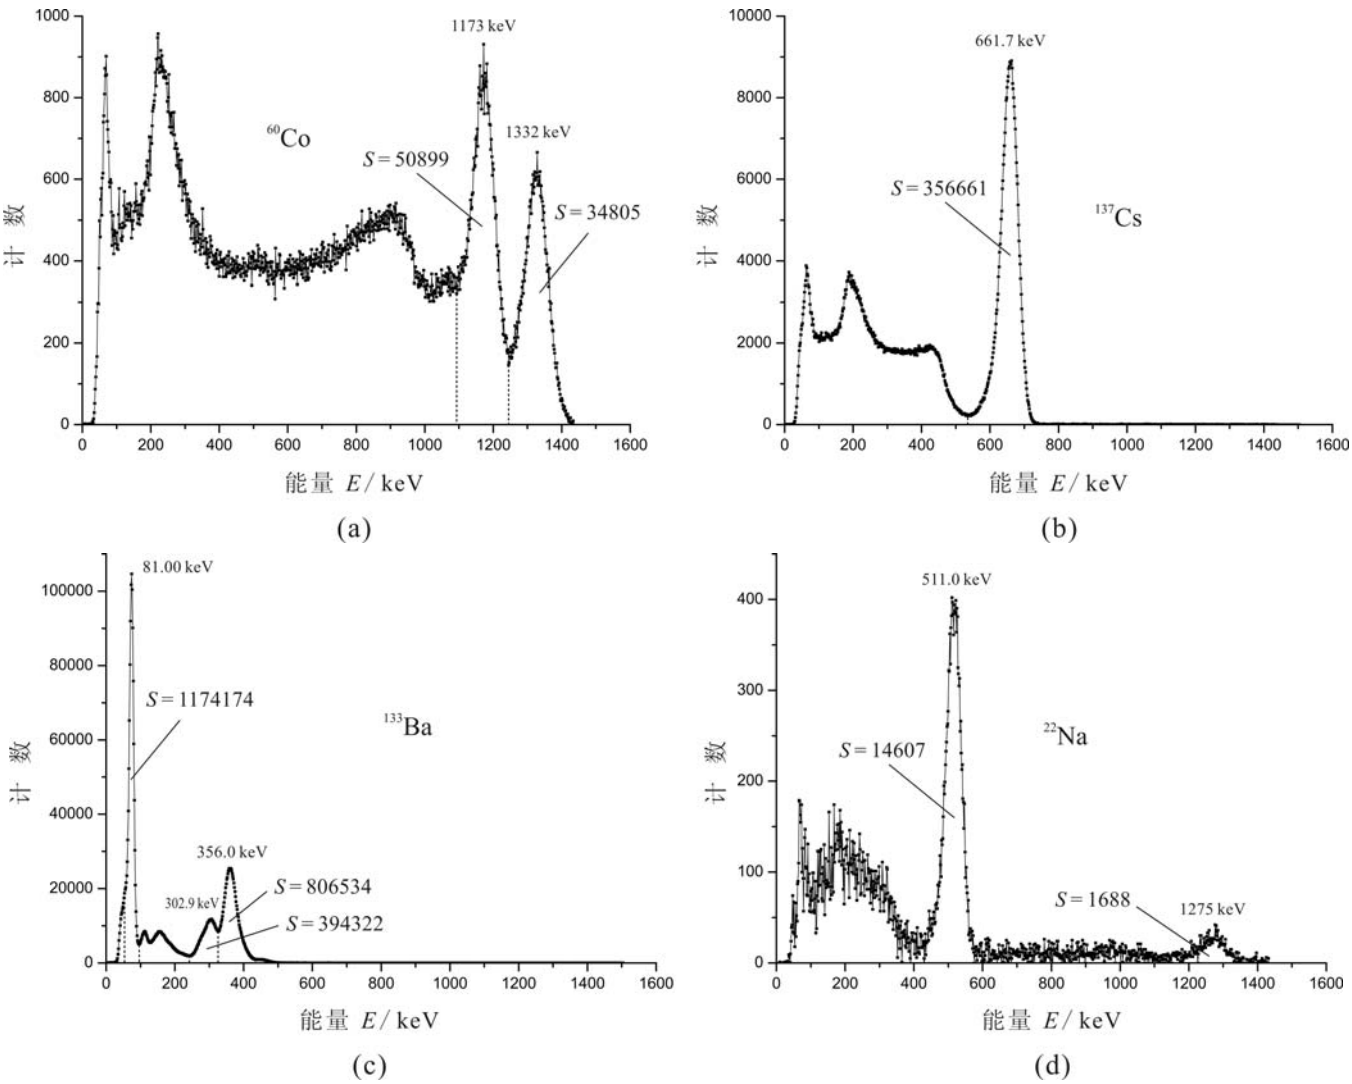 1000
800
600
400
200
0
计 数
0 200 400 600 800 1000 1200 1400 1600
1173 keV
1332 keV
⁶⁰Co
S = 50899
S = 34805
能量 E / keV
(a)
10000
8000
6000
4000
2000
0
计 数
0 200 400 600 800 1000 1200 1400 1600
661.7 keV
S = 356661
¹³⁷Cs
能量 E / keV
(b)
100000
80000
60000
40000
20000
0
计 数
0 200 400 600 800 1000 1200 1400 1600
81.00 keV
S = 1174174
¹³³Ba
356.0 keV
302.9 keV
S = 806534
S = 394322
能量 E / keV
(c)
400
300
200
100
0
计 数
0 200 400 600 800 1000 1200 1400 1600
511.0 keV
²²Na
S = 14607
S = 1688
1275 keV
能量 E / keV
(d)